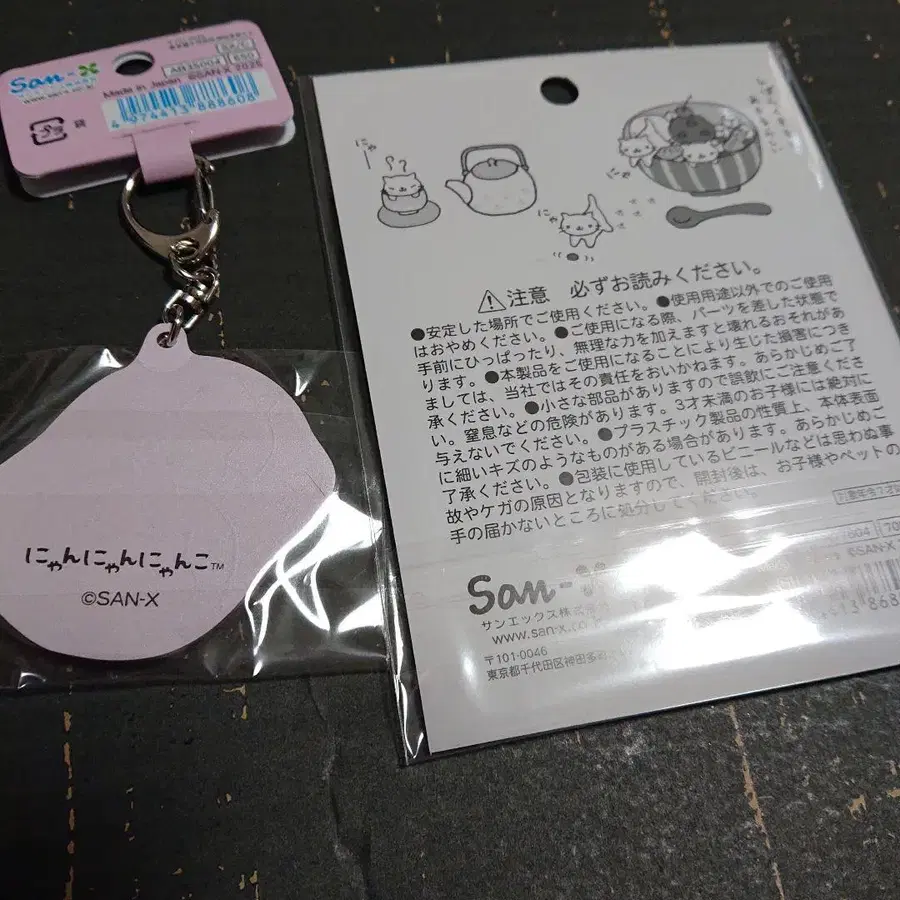 San-X
AB35004
650
Made in Japan ©SAN-X 2025
4974413868608
紙
にゃんにゃんにゃんこ™
©SAN-X
にゃー
にゃ
にゃ
注意 必ずお読みください。
●安定した場所でご使用ください。●使用用途以外でのご使用
はおやめください。●ご使用になる際、パーツを差した状態で
手前にひっぱったり、無理な力を加えますと壊れるおそれがあ
ります。●本製品をご使用になることにより生じた損害につき
ましては、当社ではその責任をおいかねます。あらかじめご了
承ください。●小さな部品がありますので誤飲にご注意くださ
い。窒息などの危険があります。3才未満のお子様には絶対に
与えないでください。●プラスチック製品の性質上、本体表面
に細いキズのようなものがある場合があります。あらかじめご
了承ください。●包装に使用しているビニールなどは思わぬ事
故やケガの原因となりますので、開封後は、お子様やペットの
手の届かないところに処分してください。
©SAN-X
San-X
サンエックス株式
www.san-x.co
〒101-0046
東京都千代田区神田多